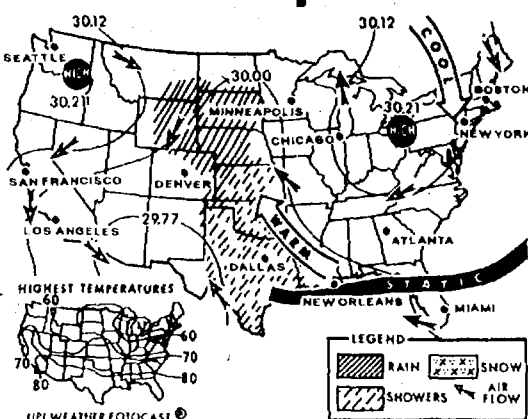 30.12
30.12
SEATTLE
HIGH
30.21
30.00
COOL
BOSTON
MINNEAPOLIS
30.21
HIGH
NEW YORK
CHICAGO
SAN FRANCISCO
DENVER
29.77
LOS ANGELES
WARM
ATLANTA
DALLAS
STATIC
NEW ORLEANS
MIAMI
HIGHEST TEMPERATURES
60
60
70
70
80
80
LEGEND
RAIN
SNOW
SHOWERS
AIR FLOW
UPI WEATHER FOTOCAST ®